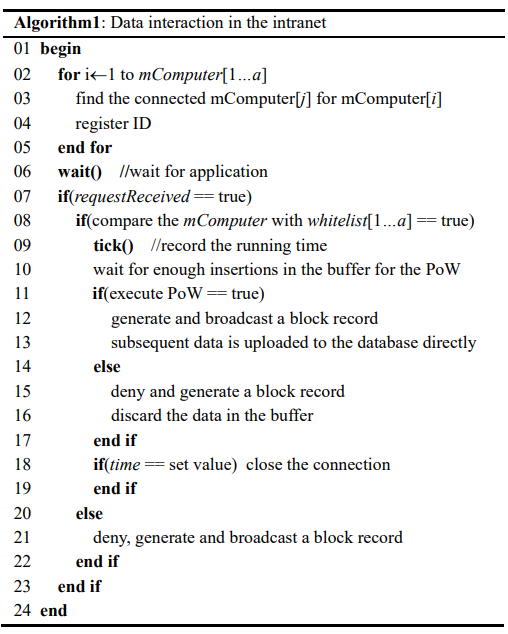 Algorithm1: Data interaction in the intranet
01 begin
02 for i←1 to mComputer[1...a]
03 find the connected mComputer[j] for mComputer[i]
04 register ID
05 end for
06 wait() //wait for application
07 if(requestReceived == true)
08 if(compare the mComputer with whitelist[1...a] == true)
09 tick() //record the running time
10 wait for enough insertions in the buffer for the PoW
11 if(execute PoW == true)
12 generate and broadcast a block record
13 subsequent data is uploaded to the database directly
14 else
15 deny and generate a block record
16 discard the data in the buffer
17 end if
18 if(time == set value) close the connection
19 end if
20 else
21 deny, generate and broadcast a block record
22 end if
23 end if
24 end